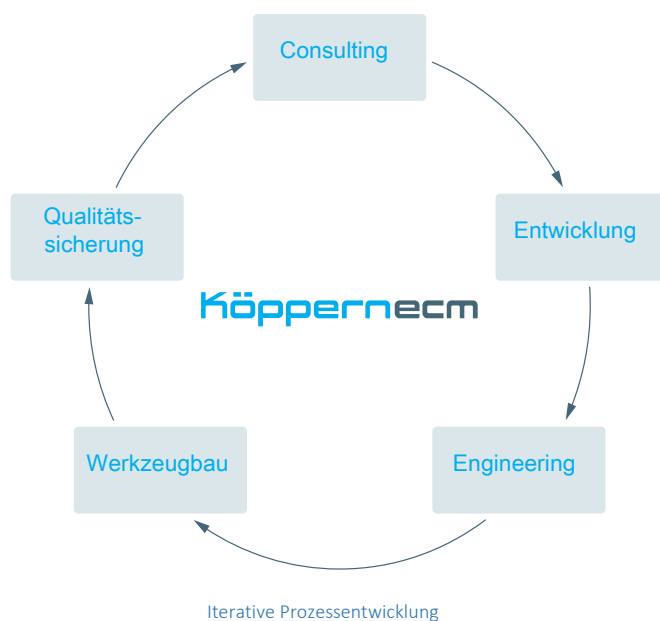 Consulting
Entwicklung
Engineering
Werkzeugbau
Qualitäts-
sicherung
Köppernecm
Iterative Prozessentwicklung